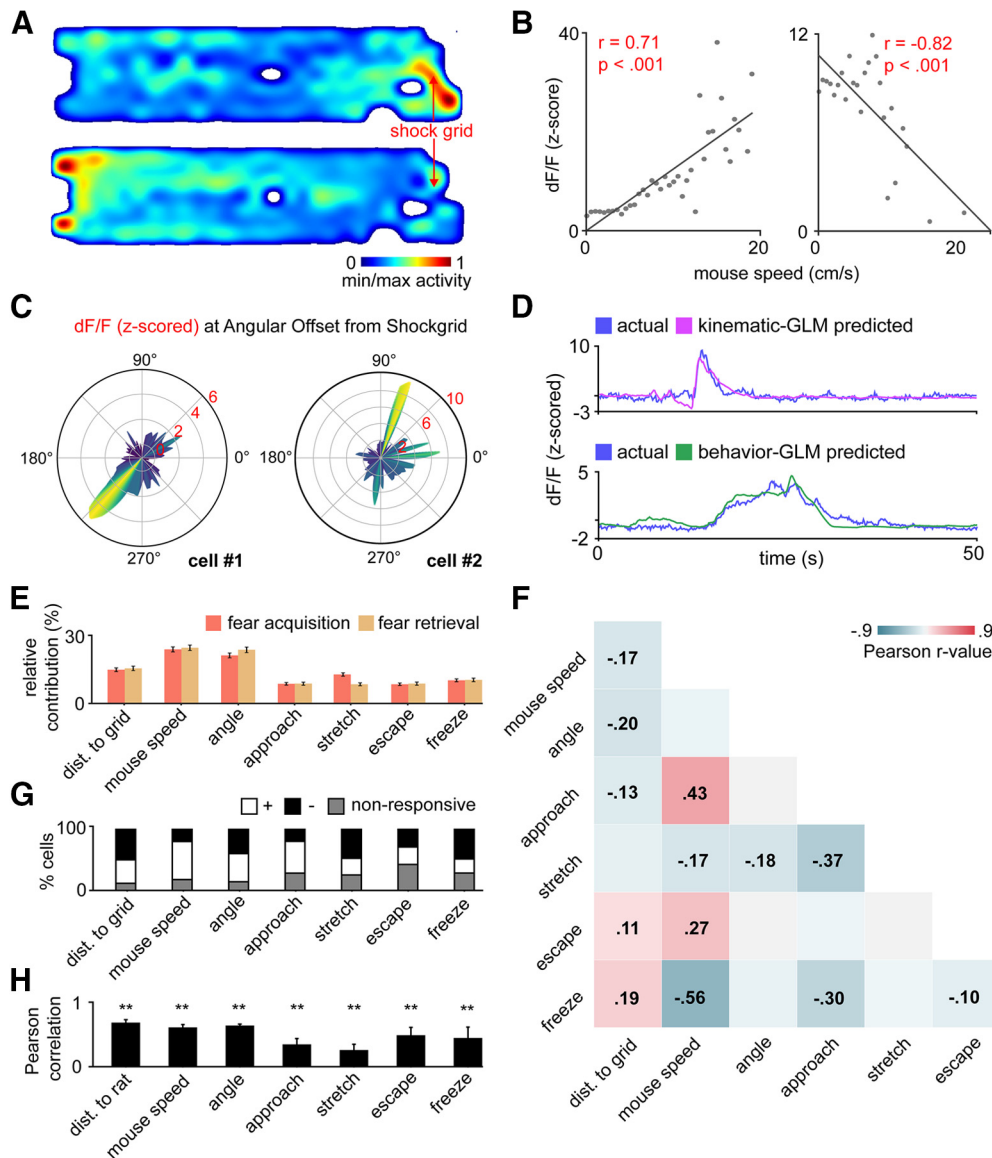 A
shock grid
0 1
min/max activity
B
r = 0.71
p < .001
r = -0.82
p < .001
40
0
12
0
dF/F (z-score)
0 20
0 20
mouse speed (cm/s)
C
dF/F (z-scored) at Angular Offset from Shockgrid
90°
180°
0°
270°
6
4
2
cell #1
90°
180°
0°
270°
10
6
2
cell #2
D
actual kinematic-GLM predicted
10
-3
actual behavior-GLM predicted
5
-2
dF/F (z-scored)
0 50
time (s)
E
fear acquisition fear retrieval
relative
contribution (%)
30
0
dist. to grid
mouse speed
angle
approach
stretch
escape
freeze
F
-.9 .9
Pearson r-value
mouse speed
angle
approach
stretch
escape
freeze
-.17
-.20
-.13 .43
-.17 -.18 -.37
.11 .27
.19 -.56 -.30 -.10
dist. to grid
mouse speed
angle
approach
stretch
escape
G
+ - non-responsive
% cells
100
0
dist. to grid
mouse speed
angle
approach
stretch
escape
freeze
H
Pearson
correlation
1
0
** ** ** ** ** ** **
dist. to rat
mouse speed
angle
approach
stretch
escape
freeze